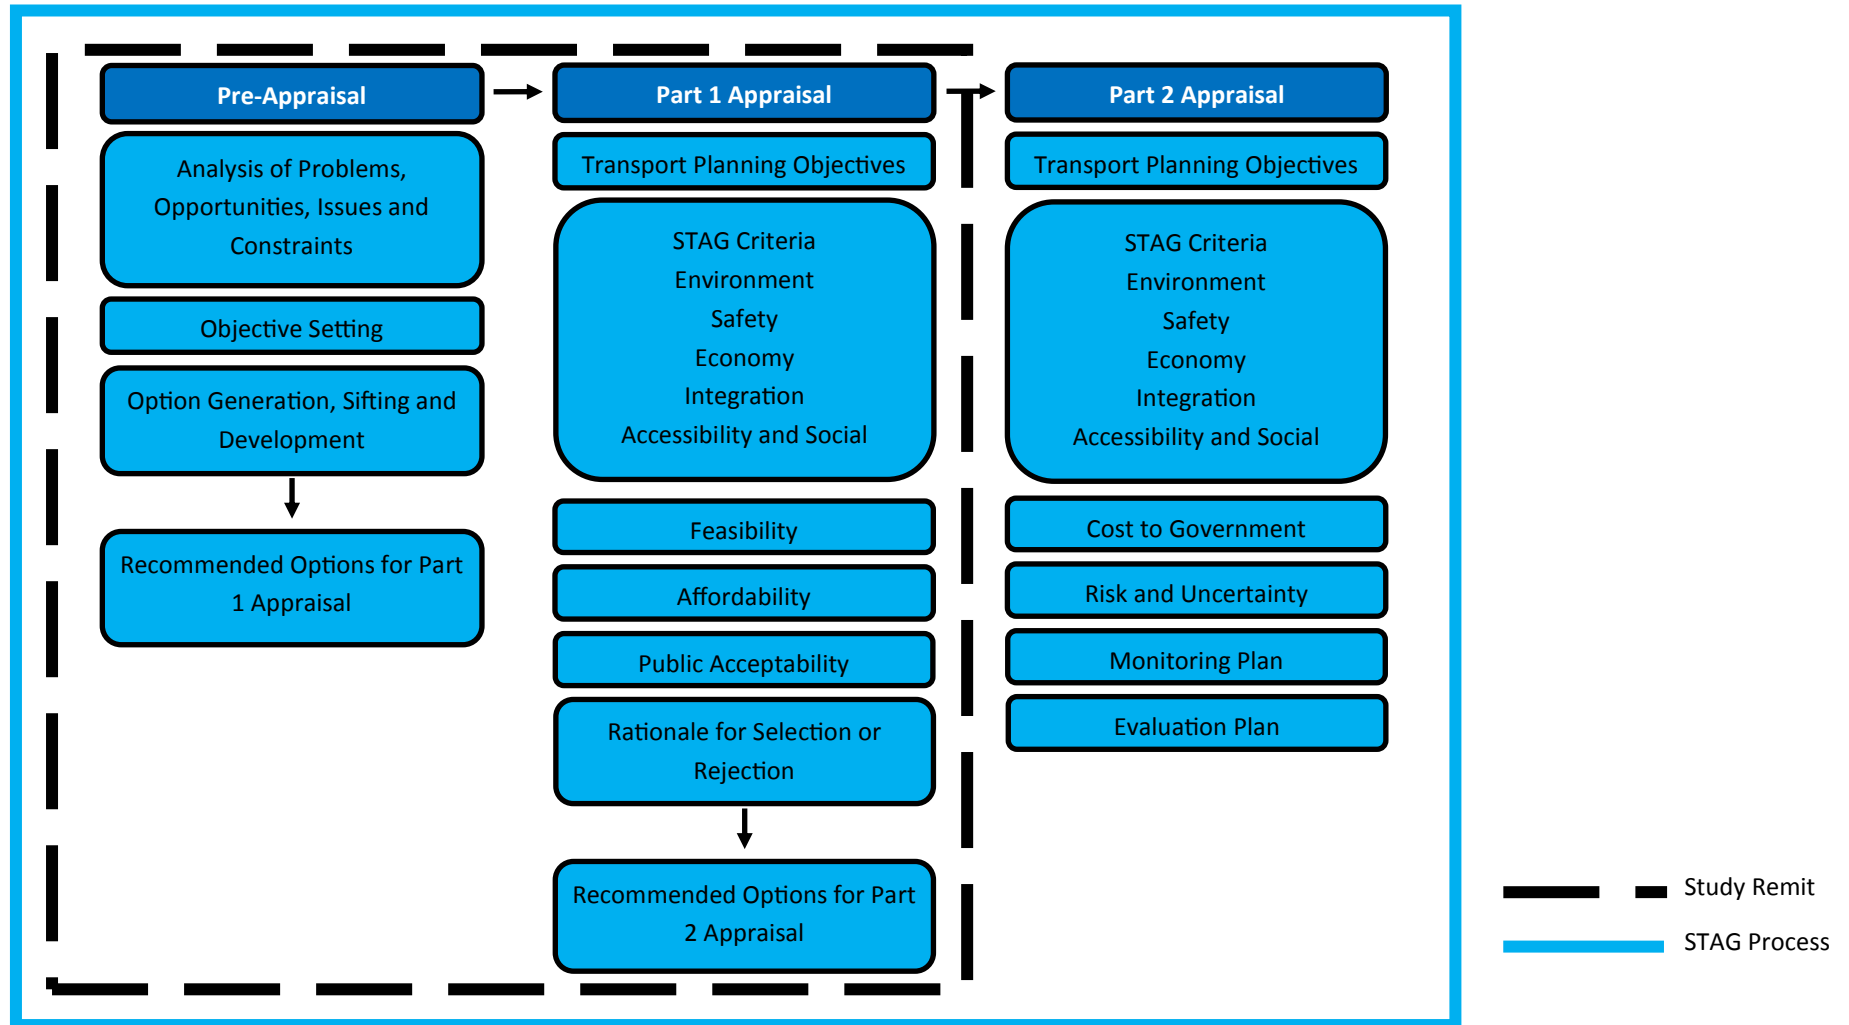 Pre-Appraisal
Analysis of Problems,
Opportunities, Issues and
Constraints
Objective Setting
Option Generation, Sifting and
Development
Recommended Options for Part
1 Appraisal
Part 1 Appraisal
Transport Planning Objectives
STAG Criteria
Environment
Safety
Economy
Integration
Accessibility and Social
Feasibility
Affordability
Public Acceptability
Rationale for Selection or
Rejection
Recommended Options for Part
2 Appraisal
Part 2 Appraisal
Transport Planning Objectives
STAG Criteria
Environment
Safety
Economy
Integration
Accessibility and Social
Cost to Government
Risk and Uncertainty
Monitoring Plan
Evaluation Plan
Study Remit
STAG Process